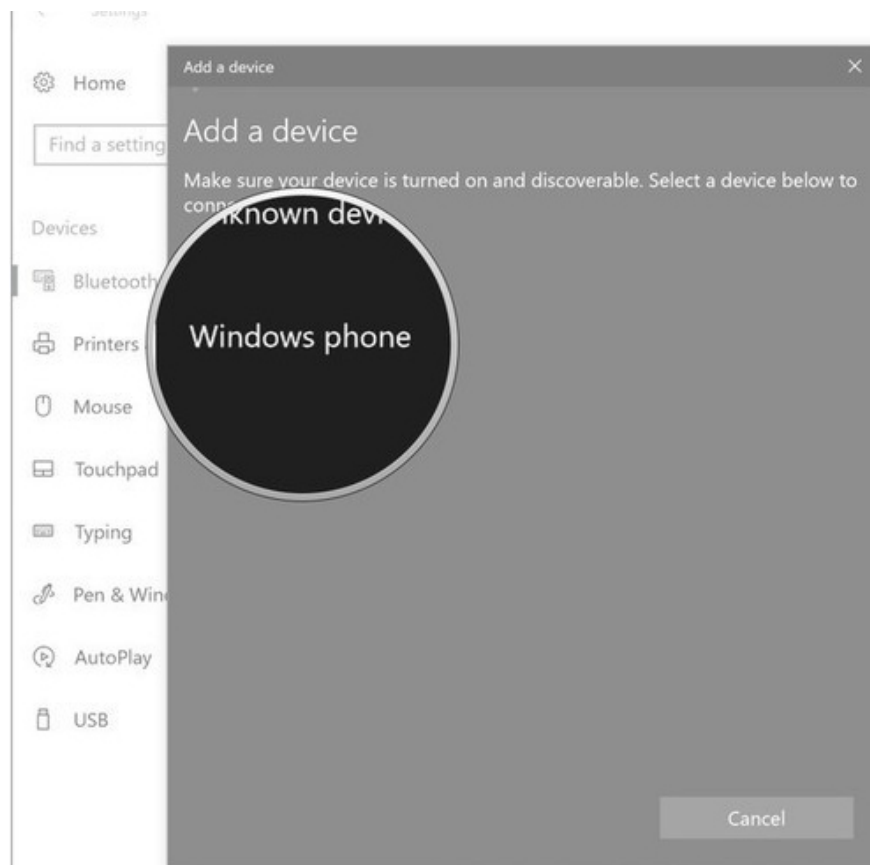 Settings
Add a device
Home
Add a device
Find a setting
Make sure your device is turned on and discoverable. Select a device below to
Devices
Bluetooth
Windows phone
Printers
Mouse
Touchpad
Typing
Pen &
AutoPlay
USB
Cancel